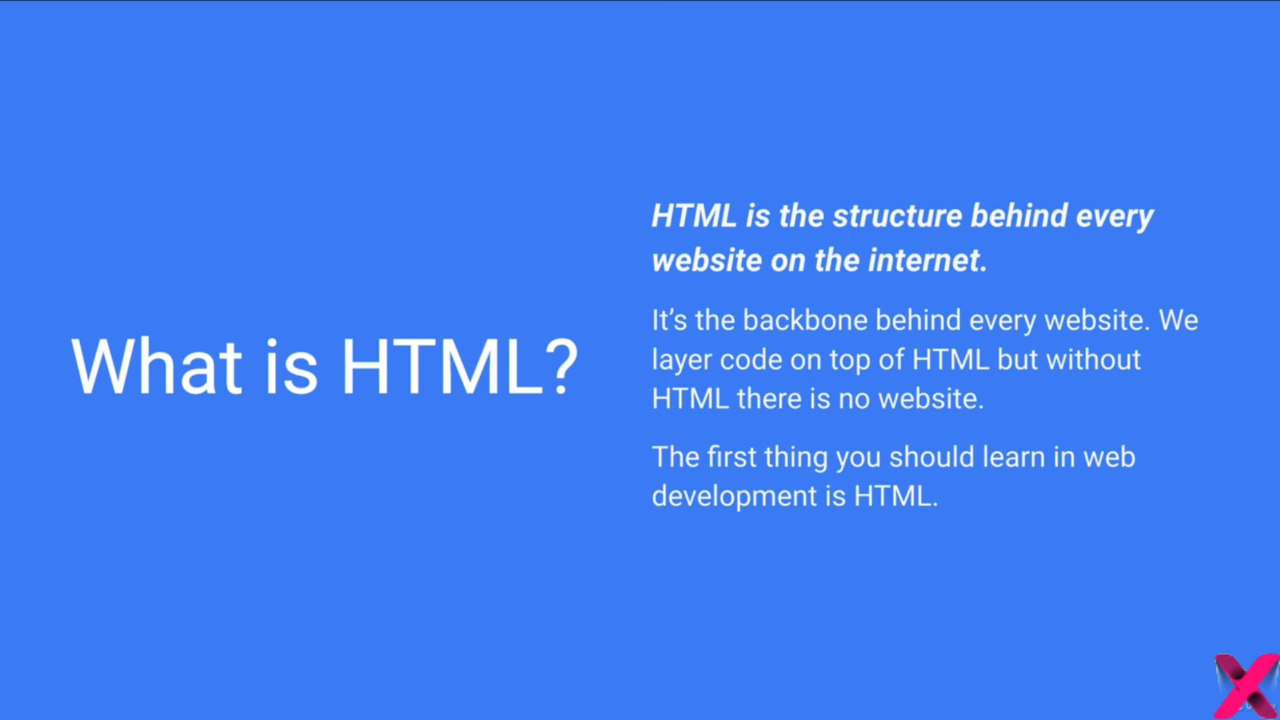 What is HTML?
HTML is the structure behind every
website on the internet.
It’s the backbone behind every website. We
layer code on top of HTML but without
HTML there is no website.
The first thing you should learn in web
development is HTML.